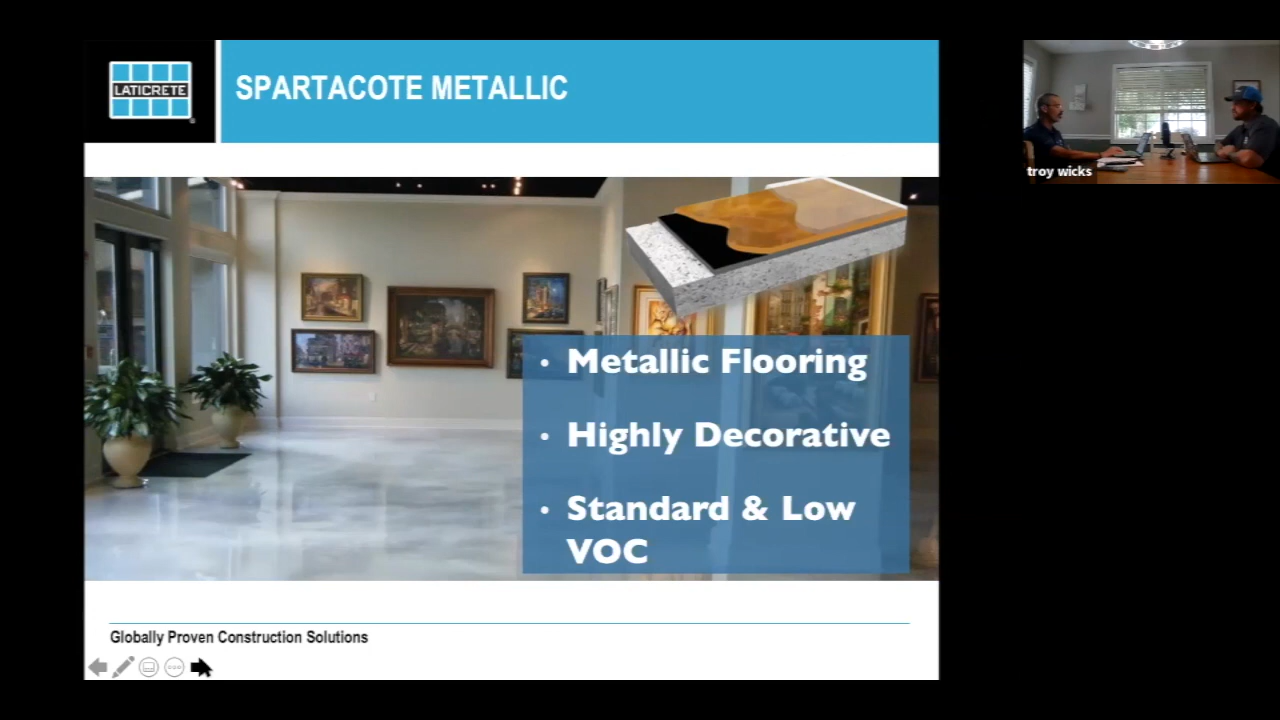 LATICRETE
SPARTACOTE METALLIC
troy wicks
• Metallic Flooring
• Highly Decorative
• Standard & Low
VOC
Globally Proven Construction Solutions